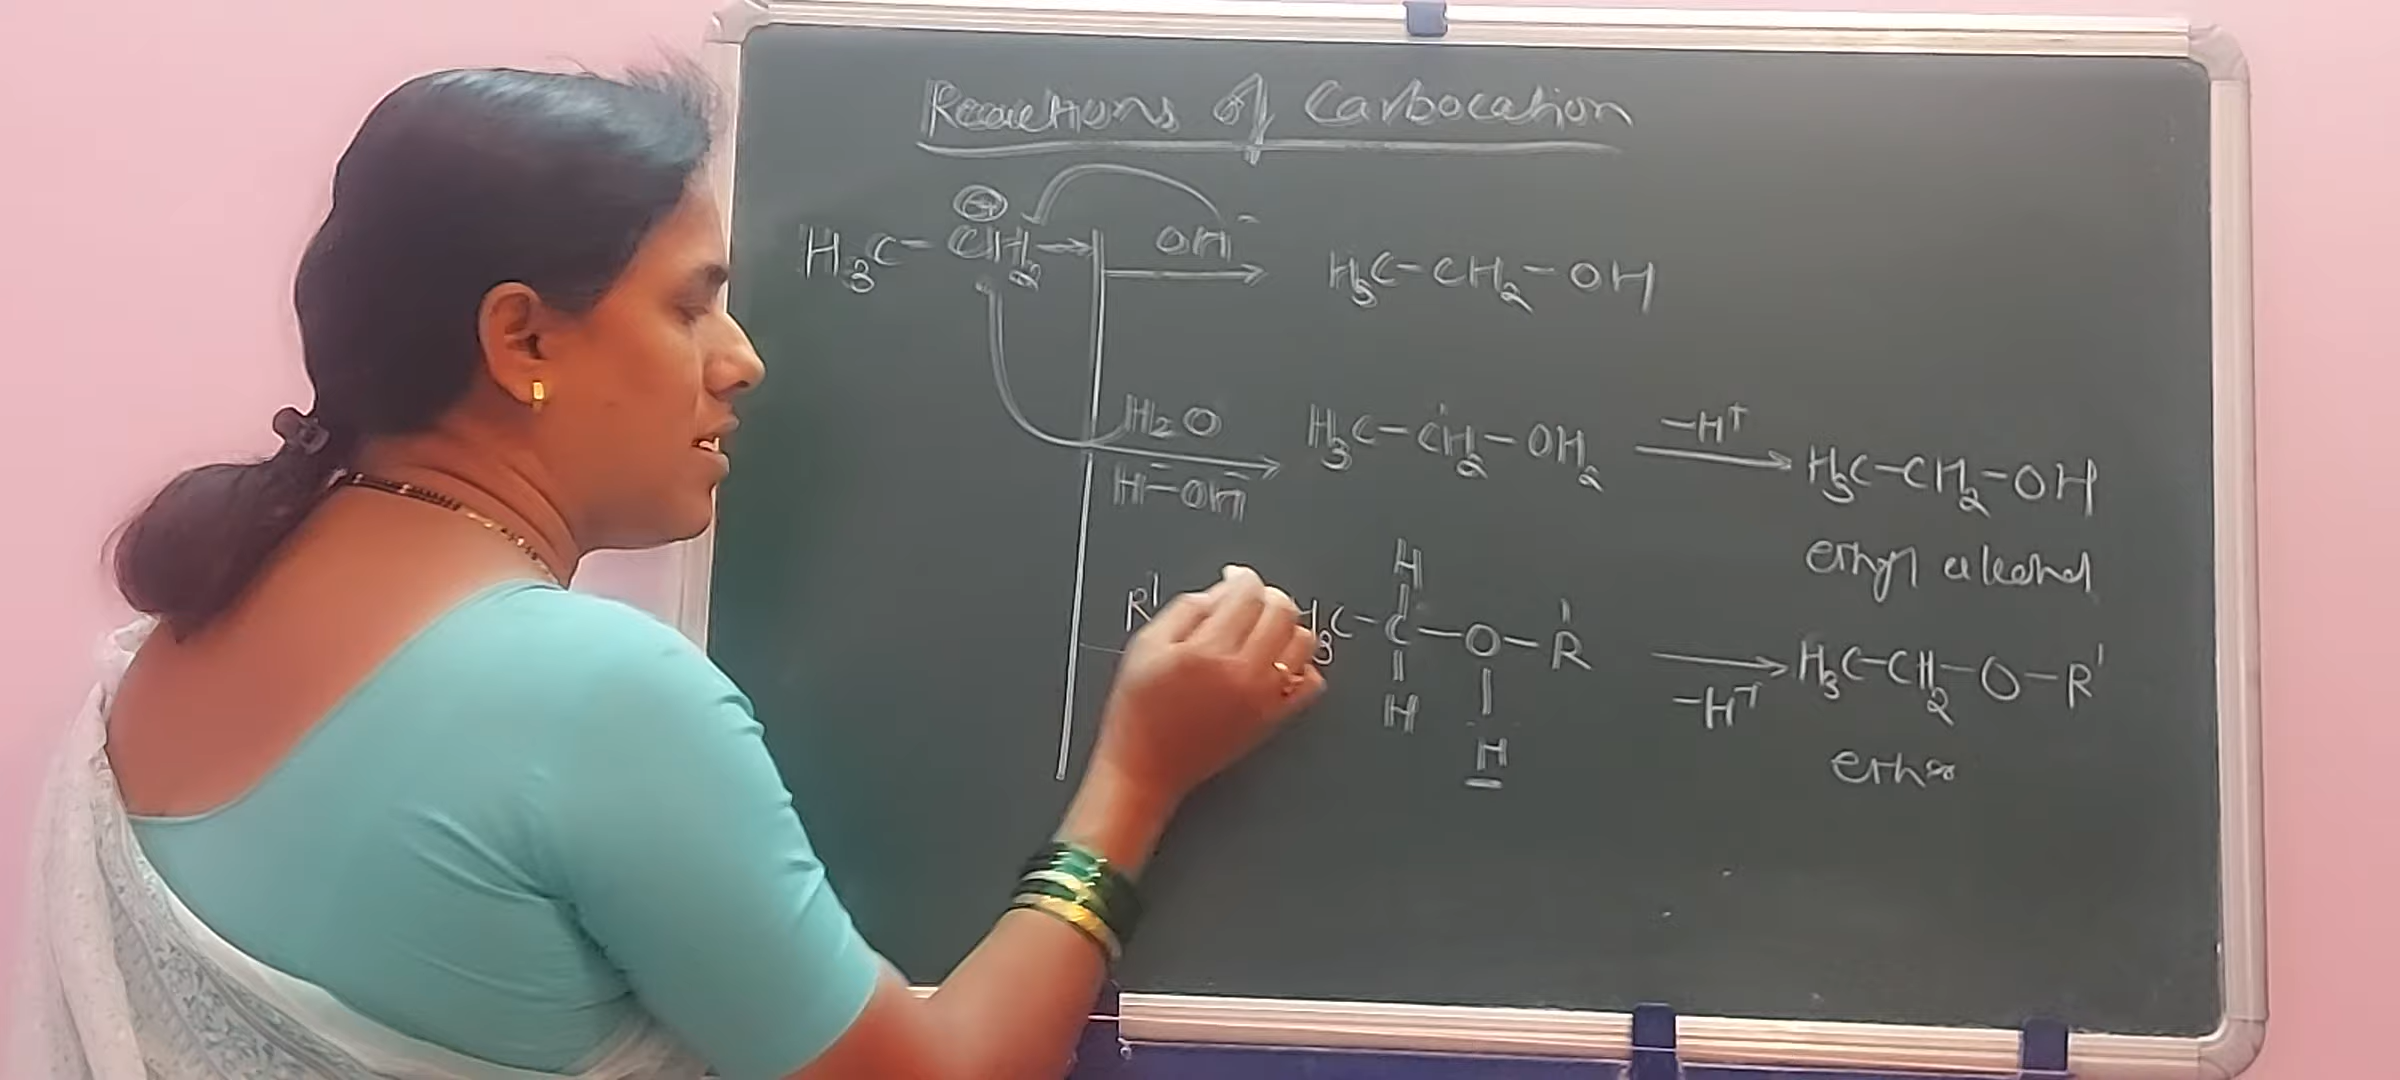 Reactions of Carbocation
⊕
H₃C–CH₂→ OH⁻ → H₃C–CH₂–OH
H₂O
H–OH → H₃C–CH₂–OH₂ –H⁺ → H₃C–CH₂–OH
ethyl alcohol
H
R' H₃C–C–O–R' → –H⁺ H₃C–CH₂–O–R'
H H
ether